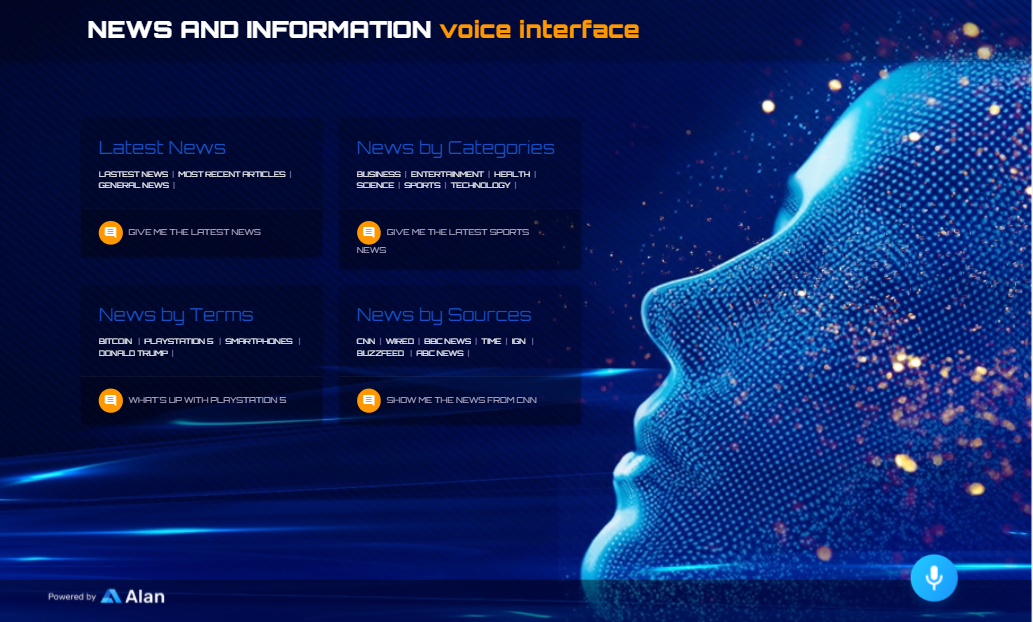 NEWS AND INFORMATION voice interface
Latest News
LASTEST NEWS | MOST RECENT ARTICLES |
GENERAL NEWS |
GIVE ME THE LATEST NEWS
News by Categories
BUSINESS | ENTERTAINMENT | HEALTH |
SCIENCE | SPORTS | TECHNOLOGY |
GIVE ME THE LATEST SPORTS
NEWS
News by Terms
BITCOIN | PLAYSTATION 5 | SMARTPHONES |
DONALD TRUMP |
WHAT'S UP WITH PLAYSTATION 5
News by Sources
CNN | WIRED | BBC NEWS | TIME | IGN |
BUZZFEED | ABC NEWS |
SHOW ME THE NEWS FROM CNN
Powered by Alan